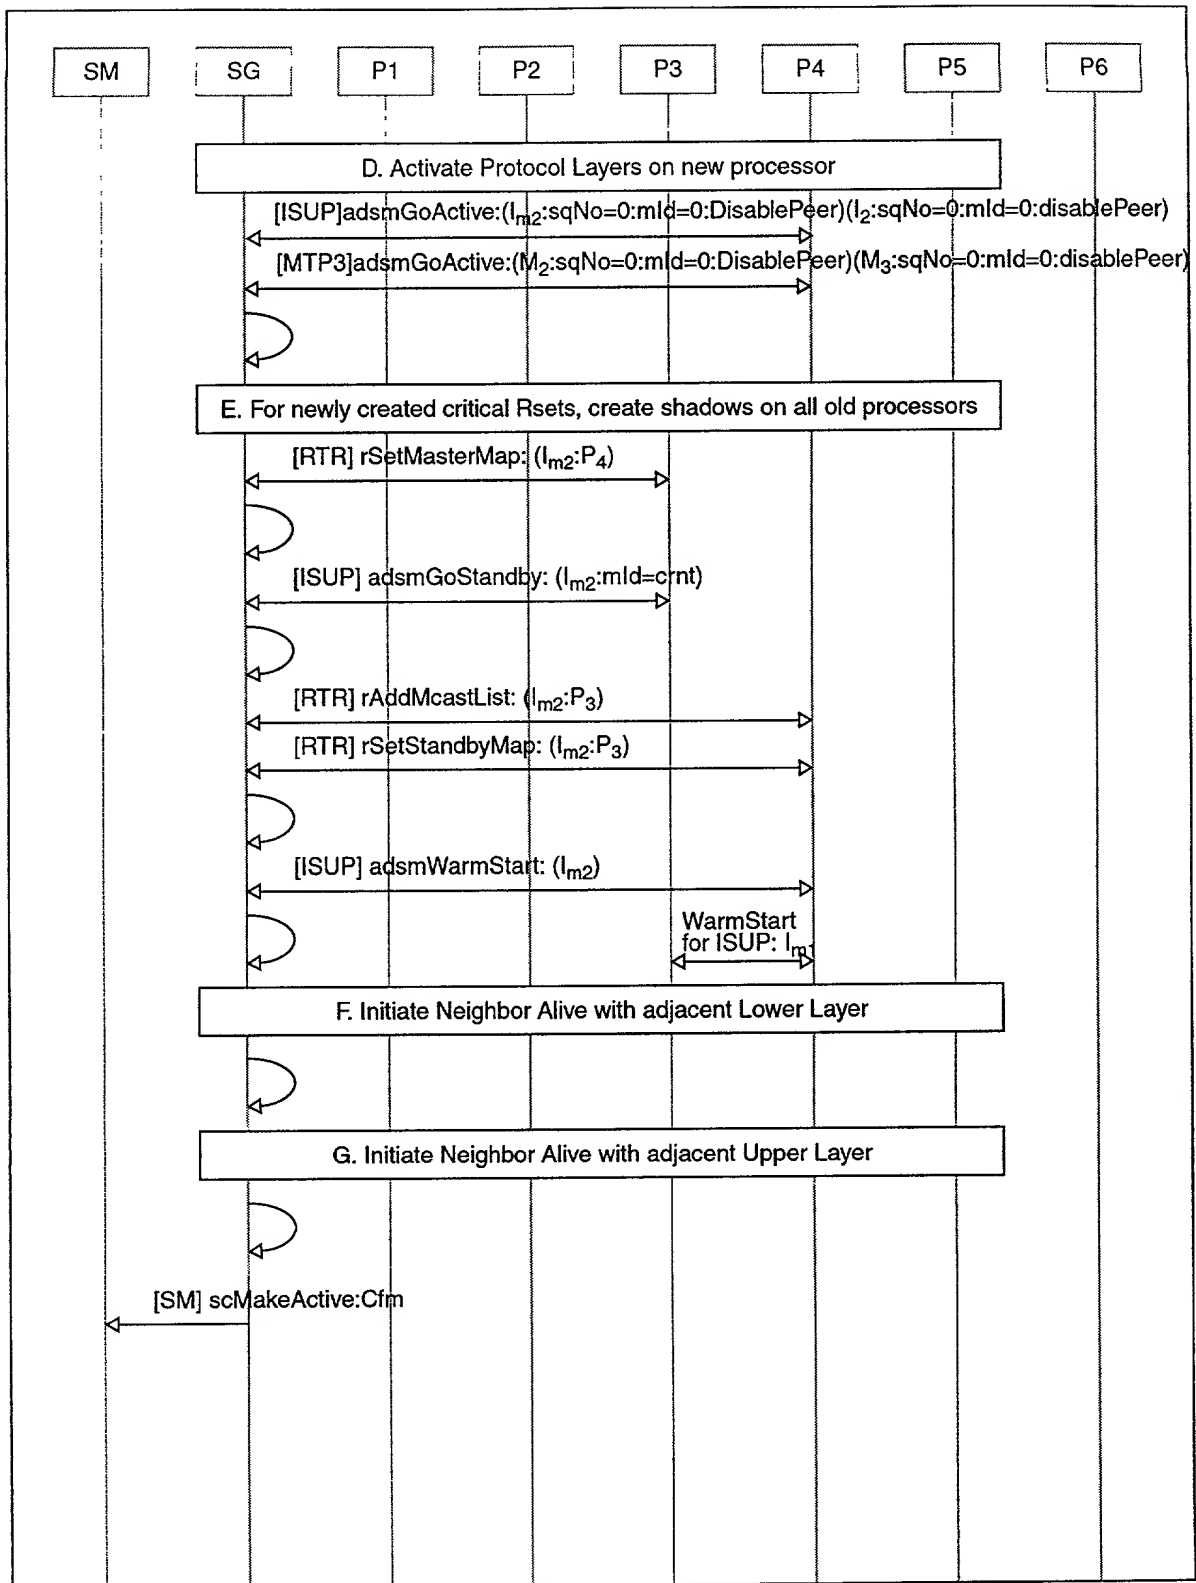 SM SG P1 P2 P3 P4 P5 P6
D. Activate Protocol Layers on new processor
[ISUP]adsmGoActive:(Im2:sqNo=0:mId=0:DisablePeer)(I2:sqNo=0:mId=0:disablePeer)
[MTP3]adsmGoActive:(M2:sqNo=0:mId=0:DisablePeer)(M3:sqNo=0:mId=0:disablePeer)
E. For newly created critical Rsets, create shadows on all old processors
[RTR] rSetMasterMap: (Im2:P4)
[ISUP] adsmGoStandby: (Im2:mId=crnt)
[RTR] rAddMcastList: (Im2:P3)
[RTR] rSetStandbyMap: (Im2:P3)
[ISUP] adsmWarmStart: (Im2)
WarmStart
for ISUP: Im1
F. Initiate Neighbor Alive with adjacent Lower Layer
G. Initiate Neighbor Alive with adjacent Upper Layer
[SM] scMakeActive:Cfm